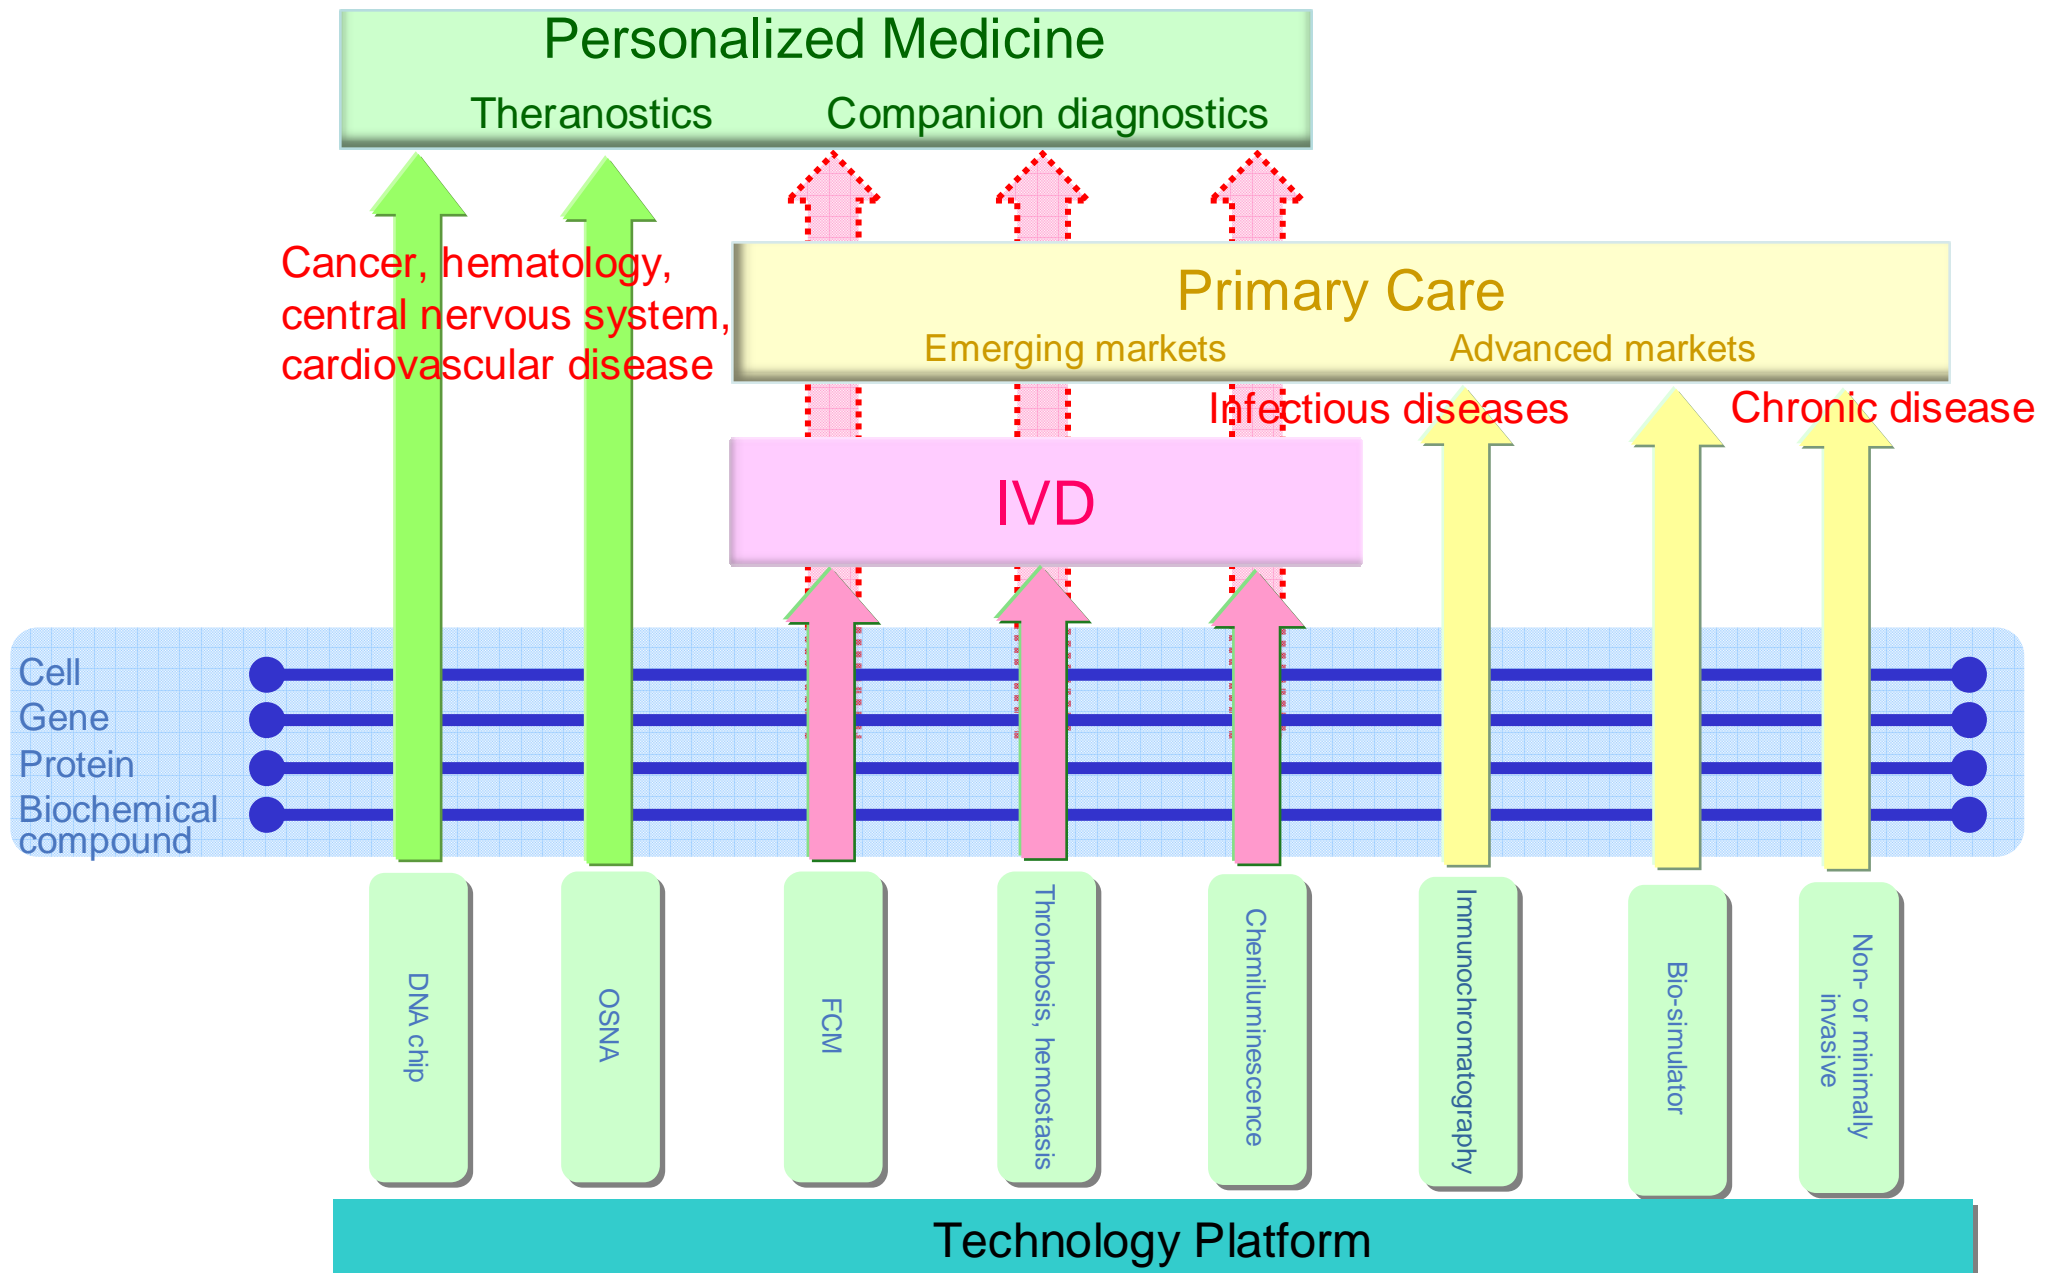 Personalized Medicine
Theranostics
Companion diagnostics
Cancer, hematology,
central nervous system,
cardiovascular disease
Primary Care
Emerging markets
Advanced markets
Infectious diseases
Chronic disease
IVD
Cell
Gene
Protein
Biochemical
compound
DNA chip
OSNA
FCM
Thrombosis, hemostasis
Chemiluminescence
Immunochromatography
Bio-simulator
Non- or minimally
invasive
Technology Platform